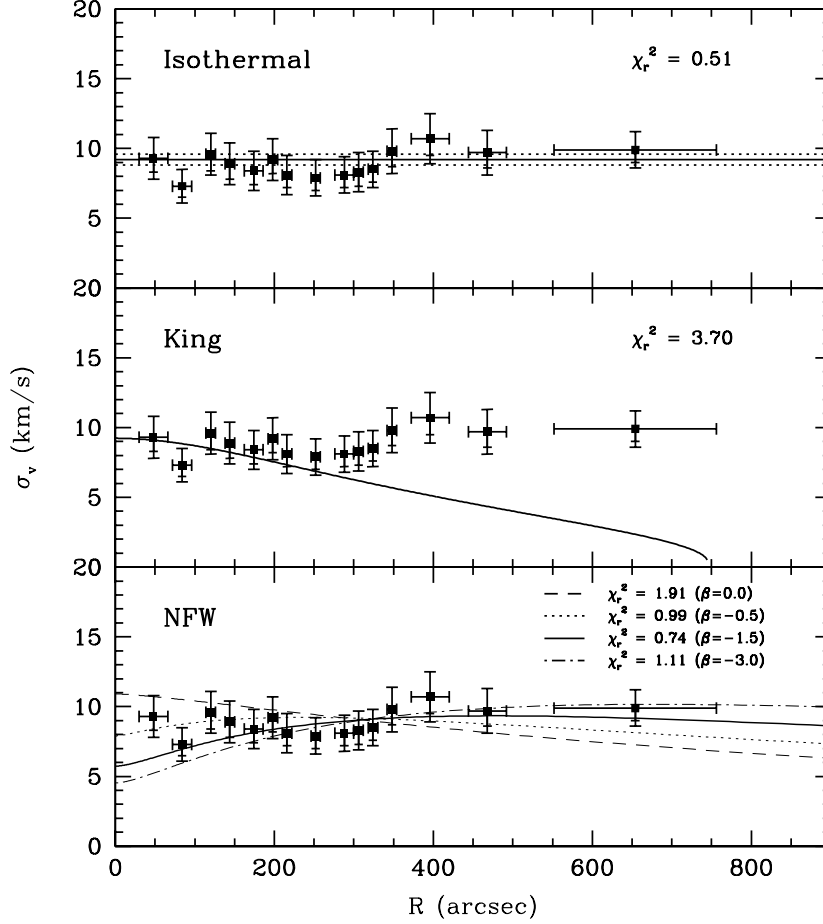 20
Isothermal χr² = 0.51
15
10
5
20
King χr² = 3.70
15
10
5
20
NFW
χr² = 1.91 (β=0.0)
χr² = 0.99 (β=−0.5)
χr² = 0.74 (β=−1.5)
χr² = 1.11 (β=−3.0)
15
10
5
0
σv (km/s)
0 200 400 600 800
R (arcsec)